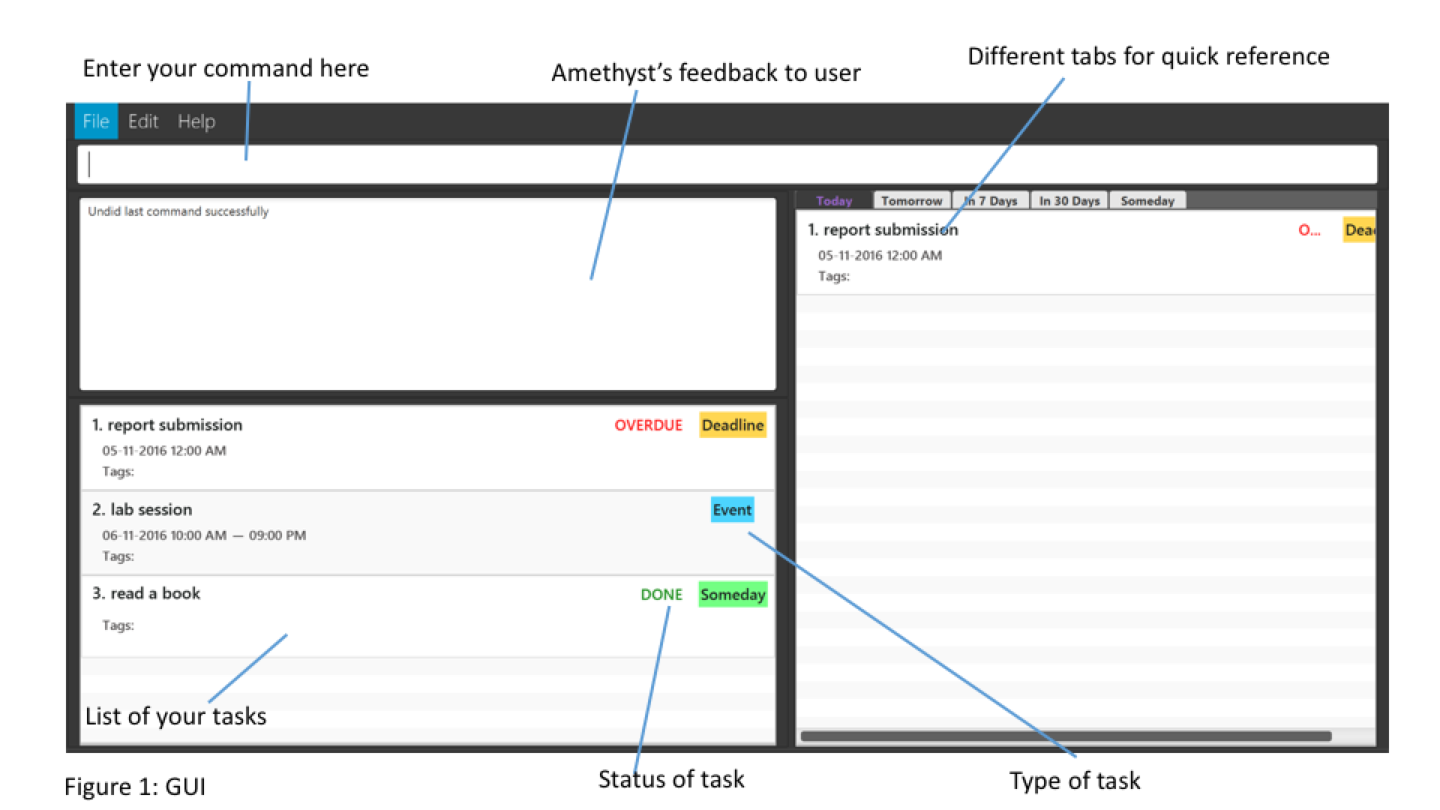 Enter your command here
Amethyst's feedback to user
Different tabs for quick reference
File Edit Help
Undid last command successfully
Today Tomorrow In 7 Days In 30 Days Someday
1. report submission O... Dea
05-11-2016 12:00 AM
Tags:
1. report submission OVERDUE Deadline
05-11-2016 12:00 AM
Tags:
2. lab session Event
06-11-2016 10:00 AM — 09:00 PM
Tags:
3. read a book DONE Someday
Tags:
List of your tasks
Status of task
Type of task
Figure 1: GUI